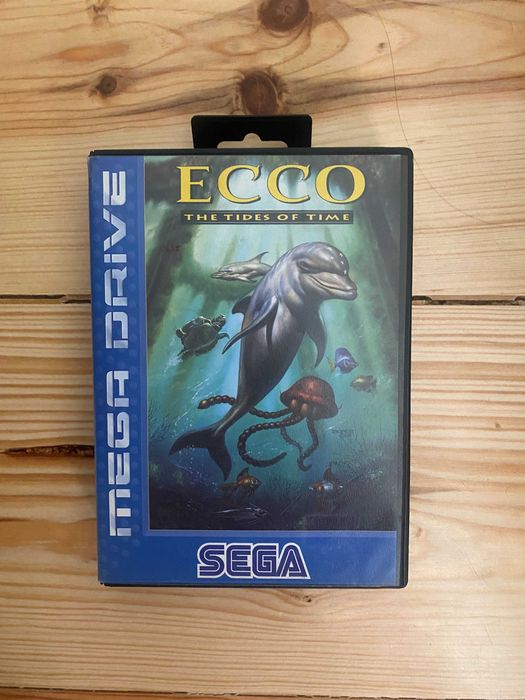 ECCO
THE TIDES OF TIME
MEGA DRIVE
SEGA